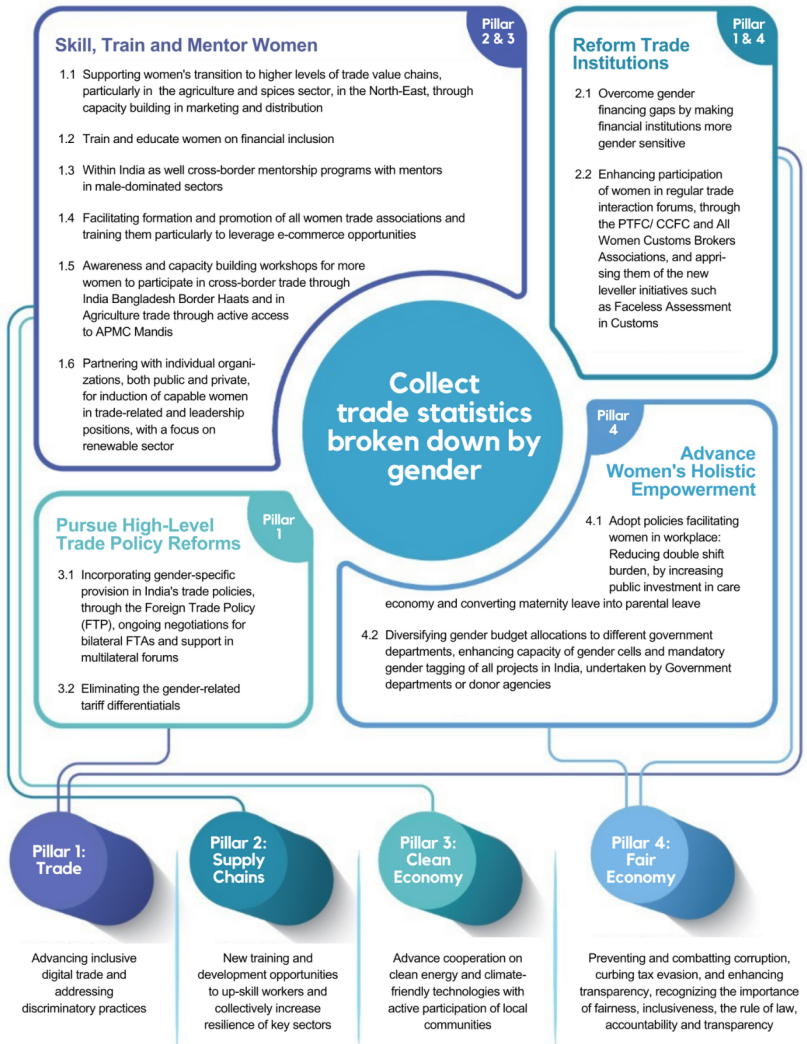 Pillar
2 & 3
Skill, Train and Mentor Women
1.1 Supporting women's transition to higher levels of trade value chains,
particularly in the agriculture and spices sector, in the North-East, through
capacity building in marketing and distribution
1.2 Train and educate women on financial inclusion
1.3 Within India as well cross-border mentorship programs with mentors
in male-dominated sectors
1.4 Facilitating formation and promotion of all women trade associations and
training them particularly to leverage e-commerce opportunities
1.5 Awareness and capacity building workshops for more
women to participate in cross-border trade through
India Bangladesh Border Haats and in
Agriculture trade through active access
to APMC Mandis
1.6 Partnering with individual organi-
zations, both public and private,
for induction of capable women
in trade-related and leadership
positions, with a focus on
renewable sector
Pillar
1 & 4
Reform Trade
Institutions
2.1 Overcome gender
financing gaps by making
financial institutions more
gender sensitive
2.2 Enhancing participation
of women in regular trade
interaction forums, through
the PTFC/ CCFC and All
Women Customs Brokers
Associations, and appri-
sing them of the new
leveller initiatives such
as Faceless Assessment
in Customs
Collect
trade statistics
broken down by
gender
Pillar
1
Pursue High-Level
Trade Policy Reforms
3.1 Incorporating gender-specific
provision in India's trade policies,
through the Foreign Trade Policy
(FTP), ongoing negotiations for
bilateral FTAs and support in
multilateral forums
3.2 Eliminating the gender-related
tariff differentiatials
Pillar
4
Advance
Women's Holistic
Empowerment
4.1 Adopt policies facilitating
women in workplace:
Reducing double shift
burden, by increasing
public investment in care
economy and converting maternity leave into parental leave
4.2 Diversifying gender budget allocations to different government
departments, enhancing capacity of gender cells and mandatory
gender tagging of all projects in India, undertaken by Government
departments or donor agencies
Pillar 1:
Trade
Advancing inclusive
digital trade and
addressing
discriminatory practices
Pillar 2:
Supply
Chains
New training and
development opportunities
to up-skill workers and
collectively increase
resilience of key sectors
Pillar 3:
Clean
Economy
Advance cooperation on
clean energy and climate-
friendly technologies with
active participation of local
communities
Pillar 4:
Fair
Economy
Preventing and combatting corruption,
curbing tax evasion, and enhancing
transparency, recognizing the importance
of fairness, inclusiveness, the rule of law,
accountability and transparency